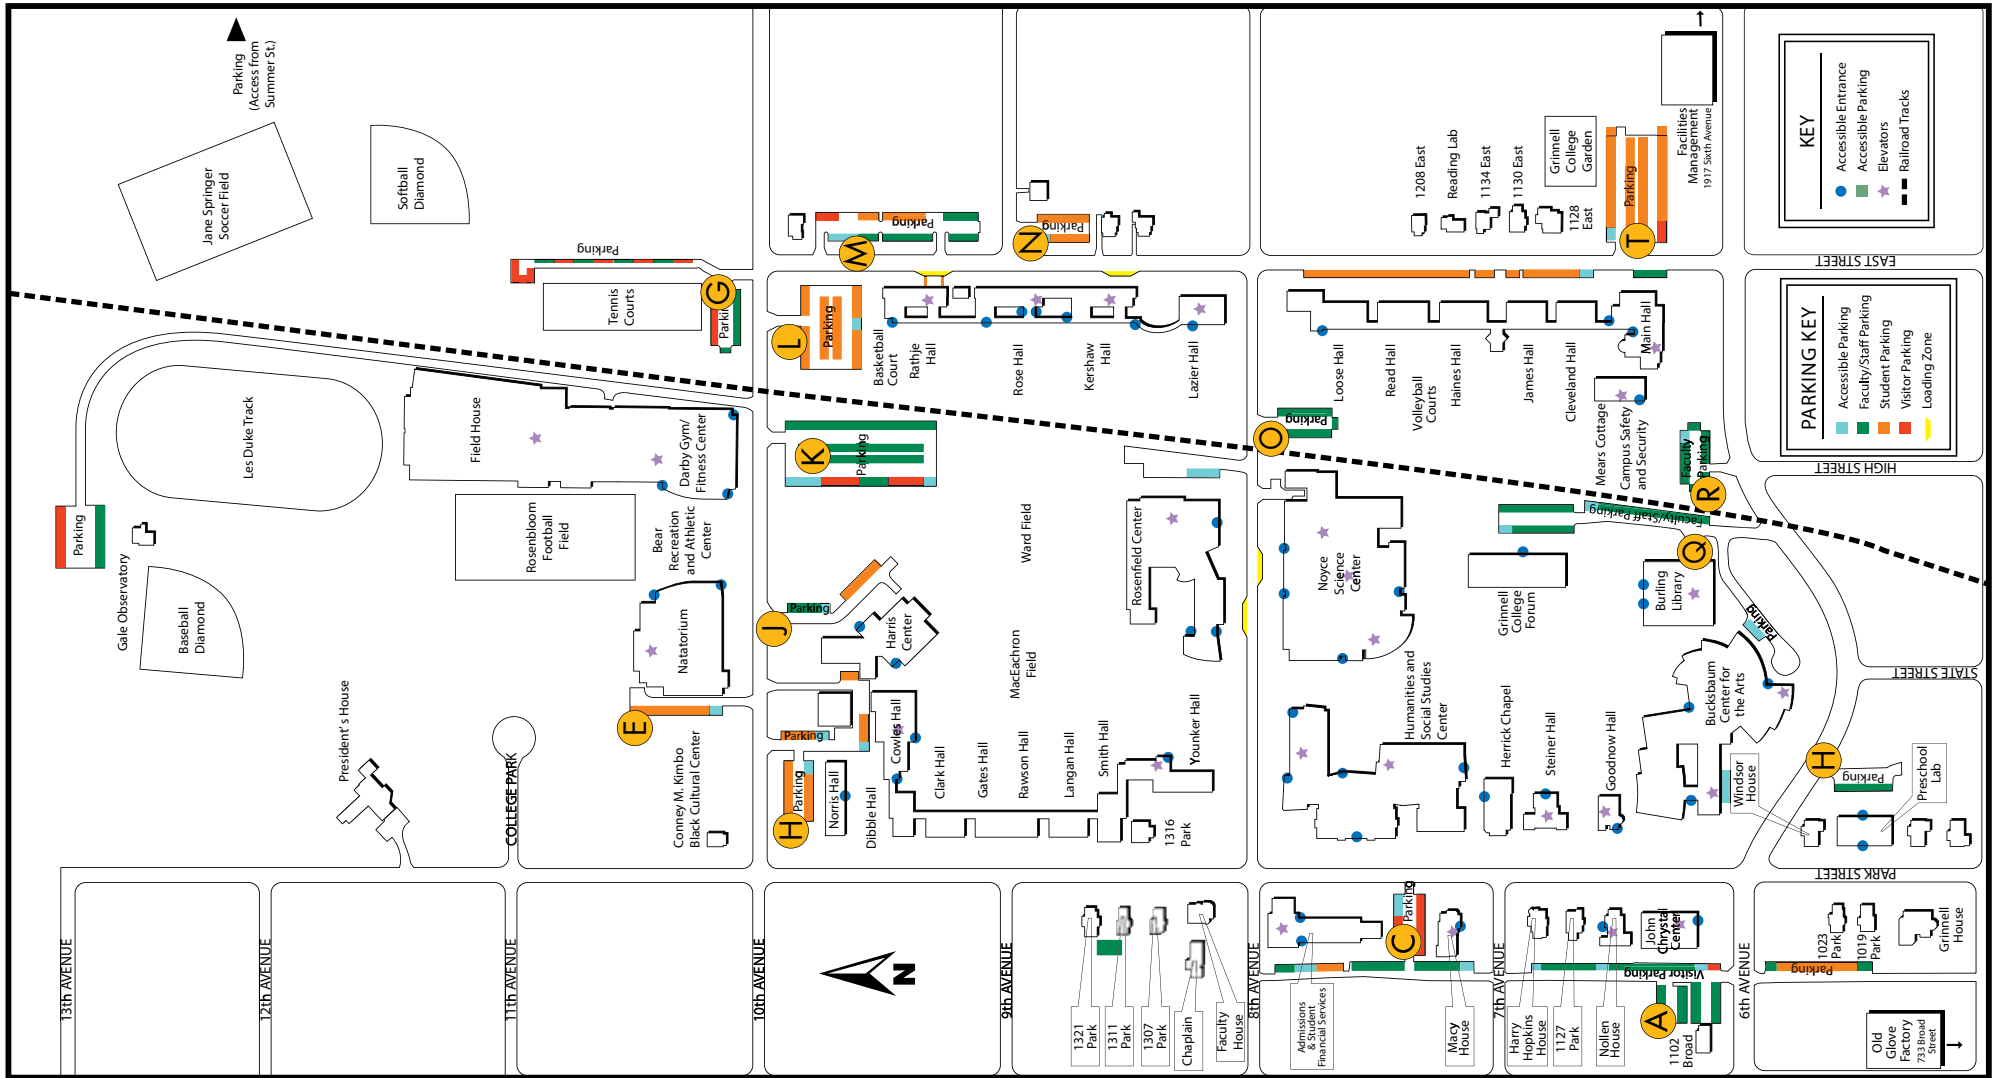 Parking
(Access from
Summer St.)
Jane Springer
Soccer Field
Softball
Diamond
Parking
Tennis
Courts
G
Parking
Les Duke Track
Field House
Darby Gym/
Fitness Center
Rosenbloom
Football
Field
Bear
Recreation
and Athletic
Center
Parking
Gale Observatory
Baseball
Diamond
Natatorium
E
President's House
COLLEGE PARK
Conney M. Kimbo
Black Cultural Center
13th AVENUE
12th AVENUE
11th AVENUE
10th AVENUE
9th AVENUE
8th AVENUE
7th AVENUE
6th AVENUE
N
M
Parking
N
Parking
L
Parking
Basketball
Court
Rathje
Hall
Rose Hall
Kershaw
Hall
Lazier Hall
K
Parking
Ward Field
Rosenfield Center
J
Parking
Harris
Center
MacEachron
Field
Parking
H
Parking
Norris Hall
Cowles Hall
Dibble Hall
Clark Hall
Gates Hall
Rawson Hall
Langan Hall
Smith Hall
Younker Hall
1316
Park
1321
Park
1311
Park
1307
Park
Chaplain
Faculty
House
1208 East
Reading Lab
1134 East
1130 East
1128
East
Grinnell
College
Garden
Parking
T
Facilities
Management
1917 Sixth Avenue
Loose Hall
Read Hall
Volleyball
Courts
Haines Hall
James Hall
Cleveland Hall
Main Hall
Mears Cottage
Campus Safety
and Security
O
Parking
Faculty
Parking
R
Faculty/Staff Parking
Q
Noyce
Science
Center
Grinnell
College
Forum
Burling
Library
Parking
Humanities and
Social Studies
Center
Herrick Chapel
Steiner Hall
Goodnow Hall
Bucksbaum
Center for
the Arts
Windsor
House
H
Parking
Preschool
Lab
Admissions
& Student
Financial Services
C
Parking
Macy
House
Harry
Hopkins
House
1127
Park
Nollen
House
John
Chrystal
Center
Visitor Parking
A
1102
Broad
Parking
1023
Park
1019
Park
Grinnell
House
Old
Glove
Factory
733 Broad
Street
EAST STREET
HIGH STREET
STATE STREET
PARK STREET
KEY
Accessible Entrance
Accessible Parking
Elevators
Railroad Tracks
PARKING KEY
Accessible Parking
Faculty/Staff Parking
Student Parking
Visitor Parking
Loading Zone